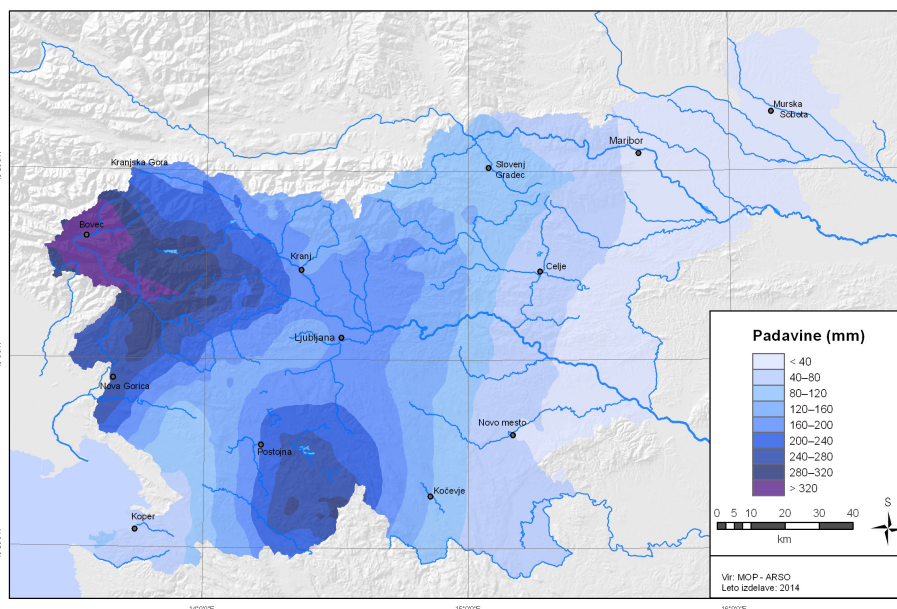 Murska
Sobota
Maribor
Slovenj
Gradec
Kranjska Gora
Bovec
Kranj
Celje
Ljubljana
Nova Gorica
Novo mesto
Postojna
Kočevje
Koper
Padavine (mm)
< 40
40–80
80–120
120–160
160–200
200–240
240–280
280–320
> 320
S
0 5 10 20 30 40
km
Vir: MOP - ARSO
Leto izdelave: 2014